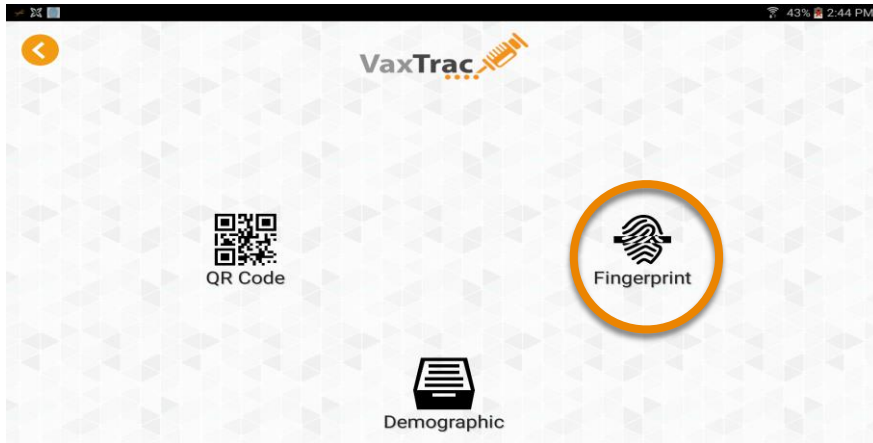 43% 2:44 PM
VaxTrac
QR Code
Fingerprint
Demographic